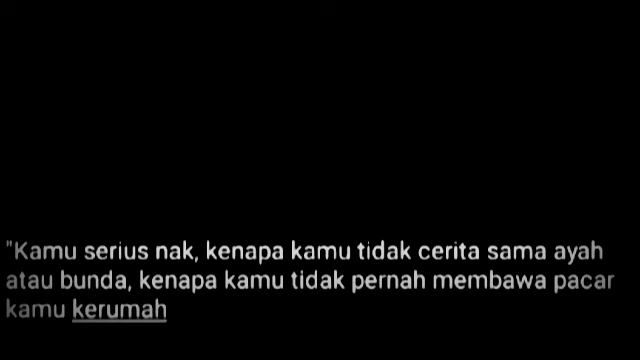 "Kamu serius nak, kenapa kamu tidak cerita sama ayah
atau bunda, kenapa kamu tidak pernah membawa pacar
kamu kerumah